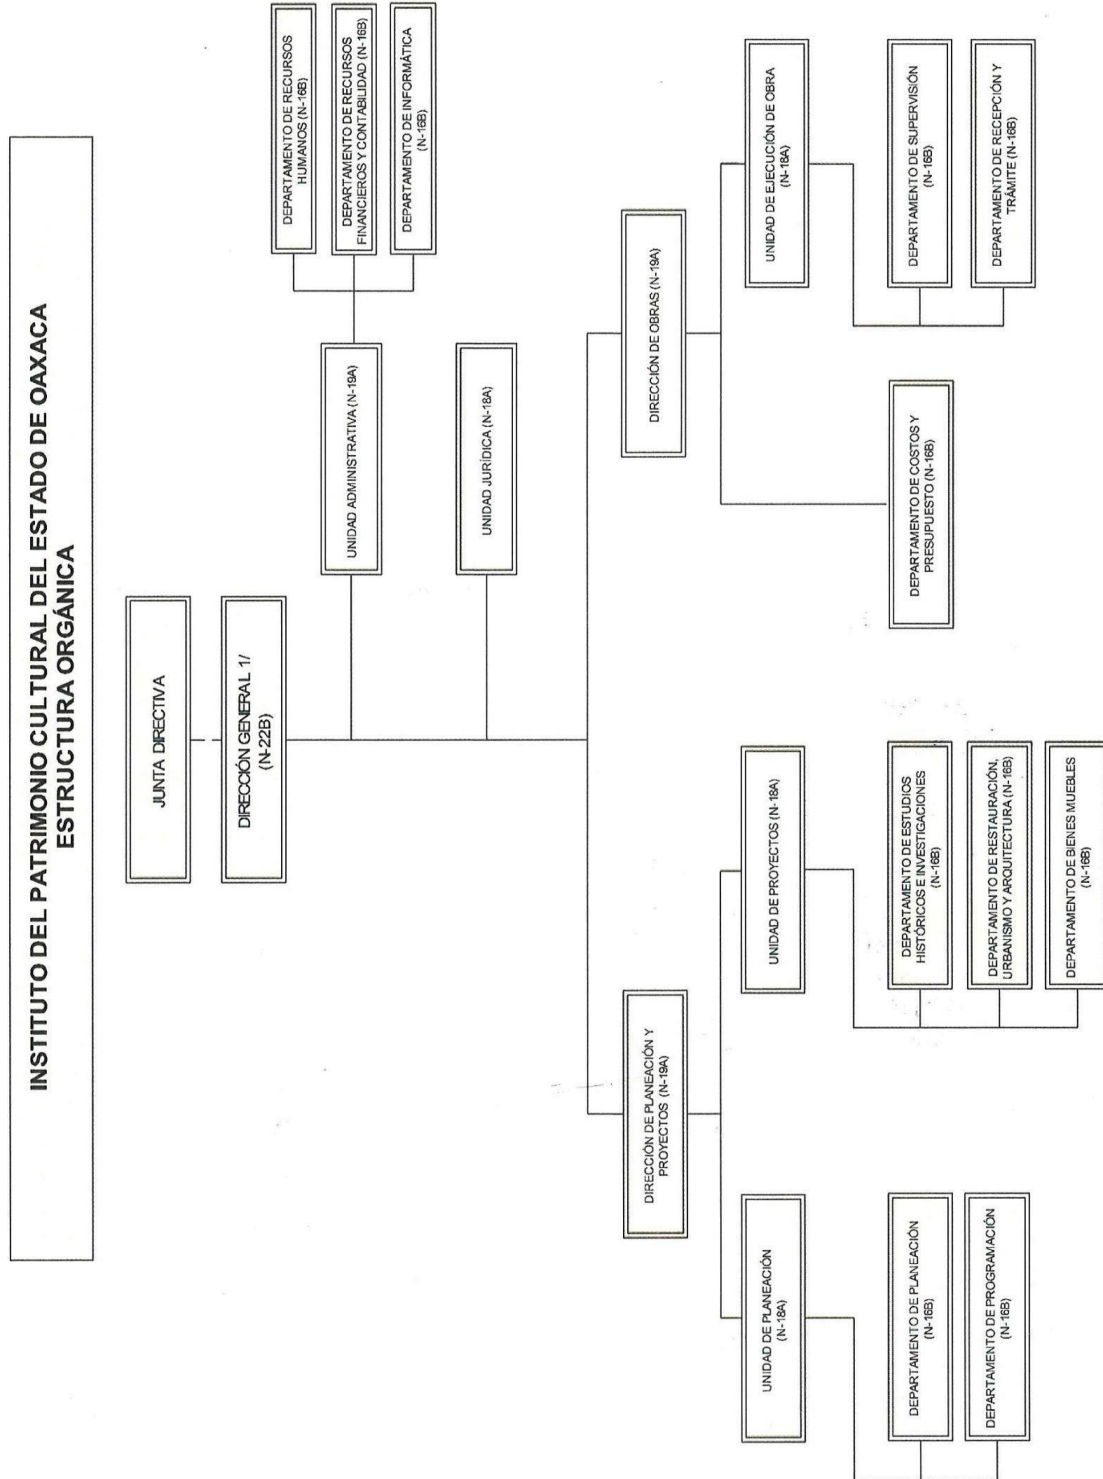 INSTITUTO DEL PATRIMONIO CULTURAL DEL ESTADO DE OAXACA
ESTRUCTURA ORGÁNICA
JUNTA DIRECTIVA
DIRECCIÓN GENERAL 1/
(N-22B)
UNIDAD ADMINISTRATIVA (N-19A)
DEPARTAMENTO DE RECURSOS
HUMANOS (N-16B)
DEPARTAMENTO DE RECURSOS
FINANCIEROS Y CONTABILIDAD (N-16B)
DEPARTAMENTO DE INFORMÁTICA
(N-16B)
UNIDAD JURÍDICA (N-18A)
DIRECCIÓN DE PLANEACIÓN Y
PROYECTOS (N-19A)
DIRECCIÓN DE OBRAS (N-19A)
UNIDAD DE PLANEACIÓN
(N-18A)
UNIDAD DE PROYECTOS (N-18A)
UNIDAD DE EJECUCIÓN DE OBRA
(N-18A)
DEPARTAMENTO DE PLANEACIÓN
(N-16B)
DEPARTAMENTO DE PROGRAMACIÓN
(N-16B)
DEPARTAMENTO DE ESTUDIOS
HISTÓRICOS E INVESTIGACIONES
(N-16B)
DEPARTAMENTO DE RESTAURACIÓN,
URBANISMO Y ARQUITECTURA (N-16B)
DEPARTAMENTO DE BIENES MUEBLES
(N-16B)
DEPARTAMENTO DE COSTOS Y
PRESUPUESTO (N-16B)
DEPARTAMENTO DE SUPERVISIÓN
(N-16B)
DEPARTAMENTO DE RECEPCIÓN Y
TRÁMITE (N-16B)